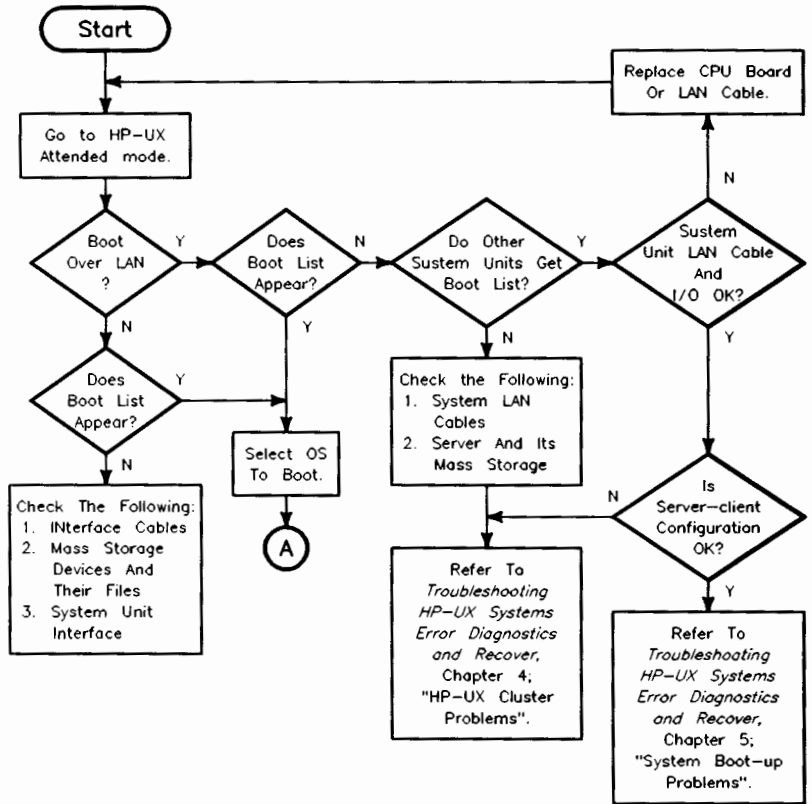 Start
Replace CPU Board
Or LAN Cable.
Go to HP-UX
Attended mode.
N
Boot
Over LAN
?
Y
Does
Boot List
Appear?
N
Do Other
Sustem Units Get
Boot List?
Y
Sustem
Unit LAN Cable
And
I/O OK?
N
Y
N
Y
Does
Boot List
Appear?
Y
Check the Following:
1. System LAN
Cables
2. Server And Its
Mass Storage
Select OS
To Boot.
N
Check The Following:
1. INterface Cables
2. Mass Storage
Devices And
Their Files
3. System Unit
Interface
A
N
Is
Server-client
Configuration
OK?
Y
Refer To
Troubleshooting
HP-UX Systems
Error Diagnostics
and Recover,
Chapter 4;
"HP-UX Cluster
Problems".
Refer To
Troubleshooting
HP-UX Systems
Error Diagnostics
and Recover,
Chapter 5;
"System Boot-up
Problems".